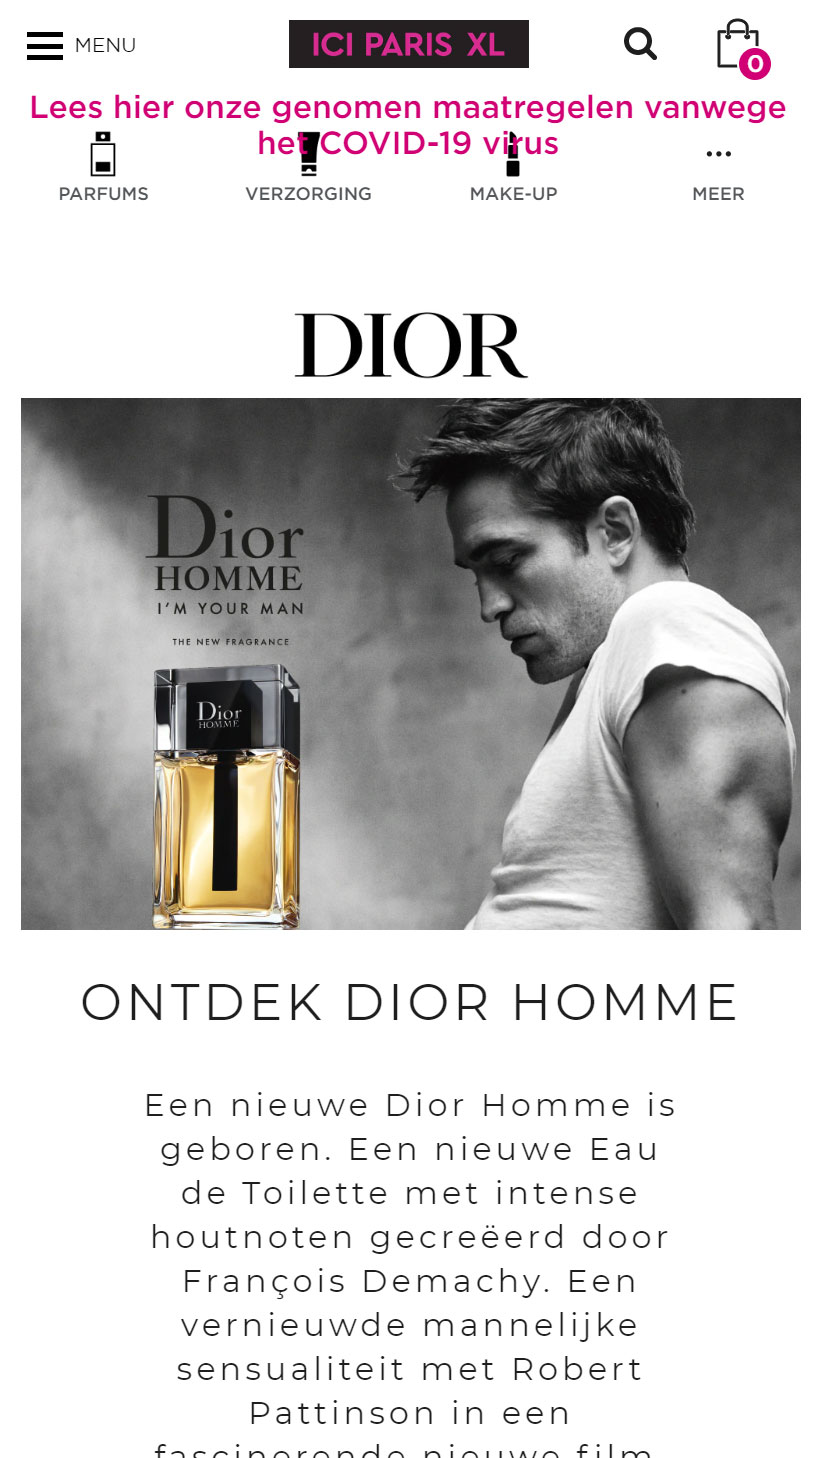 MENU
ICI PARIS XL
0
Lees hier onze genomen maatregelen vanwege
het COVID-19 virus
PARFUMS
VERZORGING
MAKE-UP
MEER
DIOR
Dior
HOMME
I'M YOUR MAN
THE NEW FRAGRANCE
Dior
HOMME
ONTDEK DIOR HOMME
Een nieuwe Dior Homme is
geboren. Een nieuwe Eau
de Toilette met intense
houtnoten gecreëerd door
François Demachy. Een
vernieuwde mannelijke
sensualiteit met Robert
Pattinson in een
fascinerende nieuwe film.